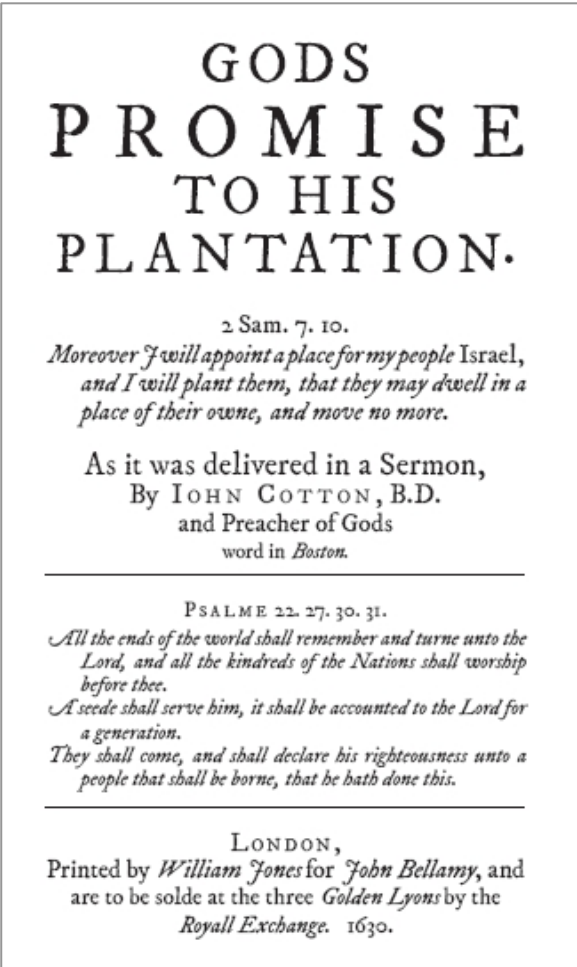 GODS
PROMISE
TO HIS
PLANTATION.
2 Sam. 7. 10.
Moreover I will appoint a place for my people Israel,
and I will plant them, that they may dwell in a
place of their owne, and move no more.
As it was delivered in a Sermon,
By IOHN COTTON, B.D.
and Preacher of Gods
word in Boston.
PSALME 22. 27. 30. 31.
All the ends of the world shall remember and turne unto the
Lord, and all the kindreds of the Nations shall worship
before thee.
A seede shall serve him, it shall be accounted to the Lord for
a generation.
They shall come, and shall declare his righteousness unto a
people that shall be borne, that he hath done this.
LONDON,
Printed by William Jones for John Bellamy, and
are to be solde at the three Golden Lyons by the
Royall Exchange. 1630.